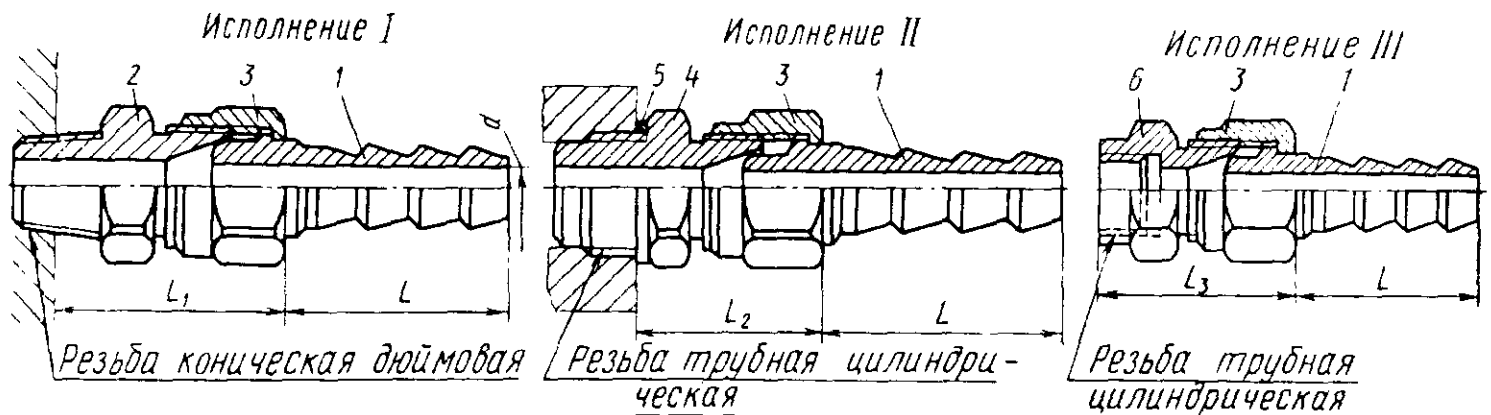 Исполнение I
Исполнение II
Исполнение III
2
3
1
5
4
3
1
6
3
1
d
L₁
L
L₂
L
L₃
L
Резьба коническая дюймовая
Резьба трубная цилиндри-
ческая
Резьба трубная
цилиндрическая